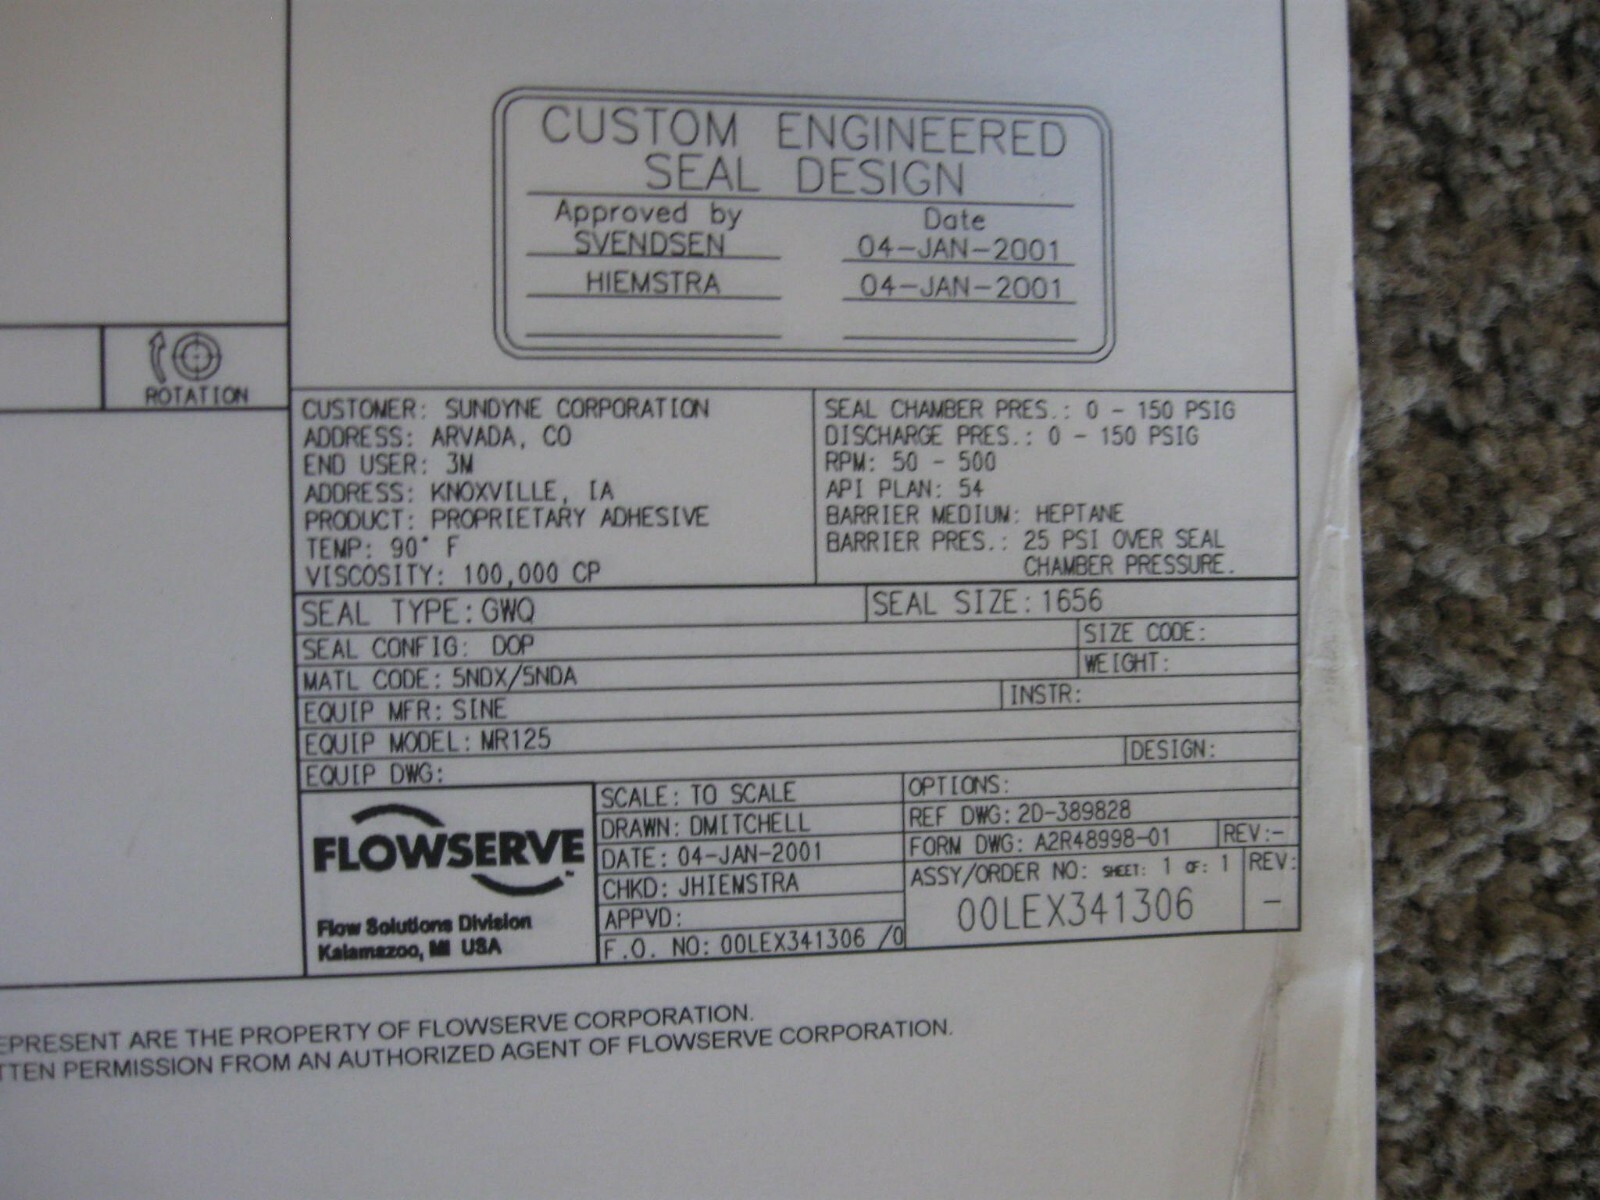 CUSTOM ENGINEERED
SEAL DESIGN
Approved by Date
SVENDSEN 04-JAN-2001
HIEMSTRA 04-JAN-2001
ROTATION
CUSTOMER: SUNDYNE CORPORATION
ADDRESS: ARVADA, CO
END USER: 3M
ADDRESS: KNOXVILLE, IA
PRODUCT: PROPRIETARY ADHESIVE
TEMP: 90° F
VISCOSITY: 100,000 CP
SEAL CHAMBER PRES.: 0 - 150 PSIG
DISCHARGE PRES.: 0 - 150 PSIG
RPM: 50 - 500
API PLAN: 54
BARRIER MEDIUM: HEPTANE
BARRIER PRES.: 25 PSI OVER SEAL
CHAMBER PRESSURE.
SEAL TYPE: GWQ SEAL SIZE: 1656
SEAL CONFIG: DOP SIZE CODE:
WEIGHT:
MATL CODE: 5NDX/5NDA
EQUIP MFR: SINE INSTR:
EQUIP MODEL: MR125
EQUIP DWG: DESIGN:
FLOWSERVE
Flow Solutions Division
Kalamazoo, MI USA
SCALE: TO SCALE
DRAWN: DMITCHELL
DATE: 04-JAN-2001
CHKD: JHIEMSTRA
APPVD:
F.O. NO: 00LEX341306 /0
OPTIONS:
REF DWG: 2D-389828
FORM DWG: A2R48998-01 REV:-
ASSY/ORDER NO: SHEET: 1 OF: 1 REV:
00LEX341306 -
EPRESENT ARE THE PROPERTY OF FLOWSERVE CORPORATION.
TTEN PERMISSION FROM AN AUTHORIZED AGENT OF FLOWSERVE CORPORATION.